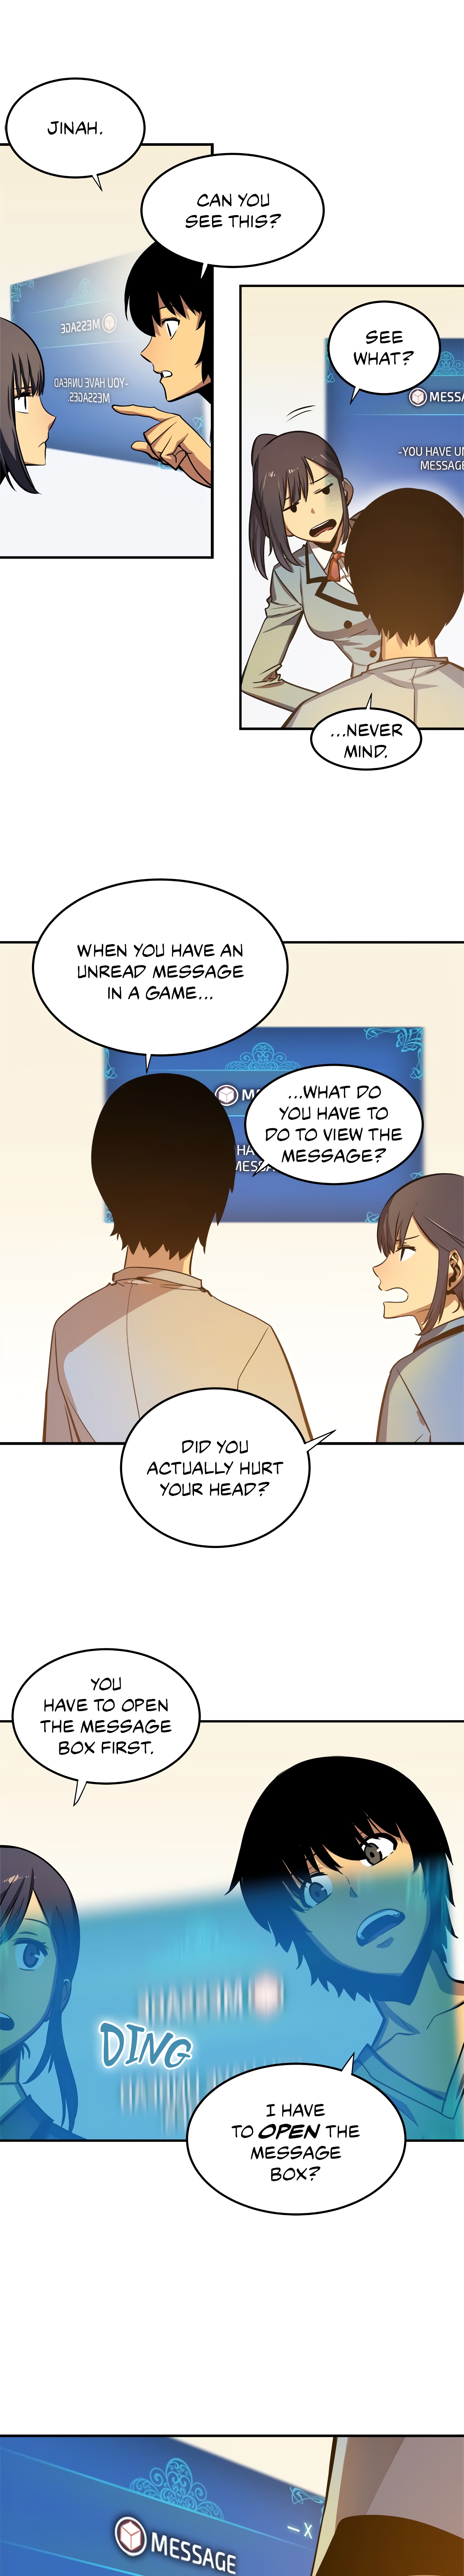 JINAH.
CAN YOU
SEE THIS?
MESSAGE
-YOU HAVE UNREAD
MESSAGES.
SEE
WHAT?
MESSA
-YOU HAVE UN
MESSAGE
...NEVER
MIND.
WHEN YOU HAVE AN
UNREAD MESSAGE
IN A GAME...
...WHAT DO
YOU HAVE TO
DO TO VIEW THE
MESSAGE?
DID YOU
ACTUALLY HURT
YOUR HEAD?
YOU
HAVE TO OPEN
THE MESSAGE
BOX FIRST.
DING
I HAVE
TO OPEN THE
MESSAGE
BOX?
– X
MESSAGE